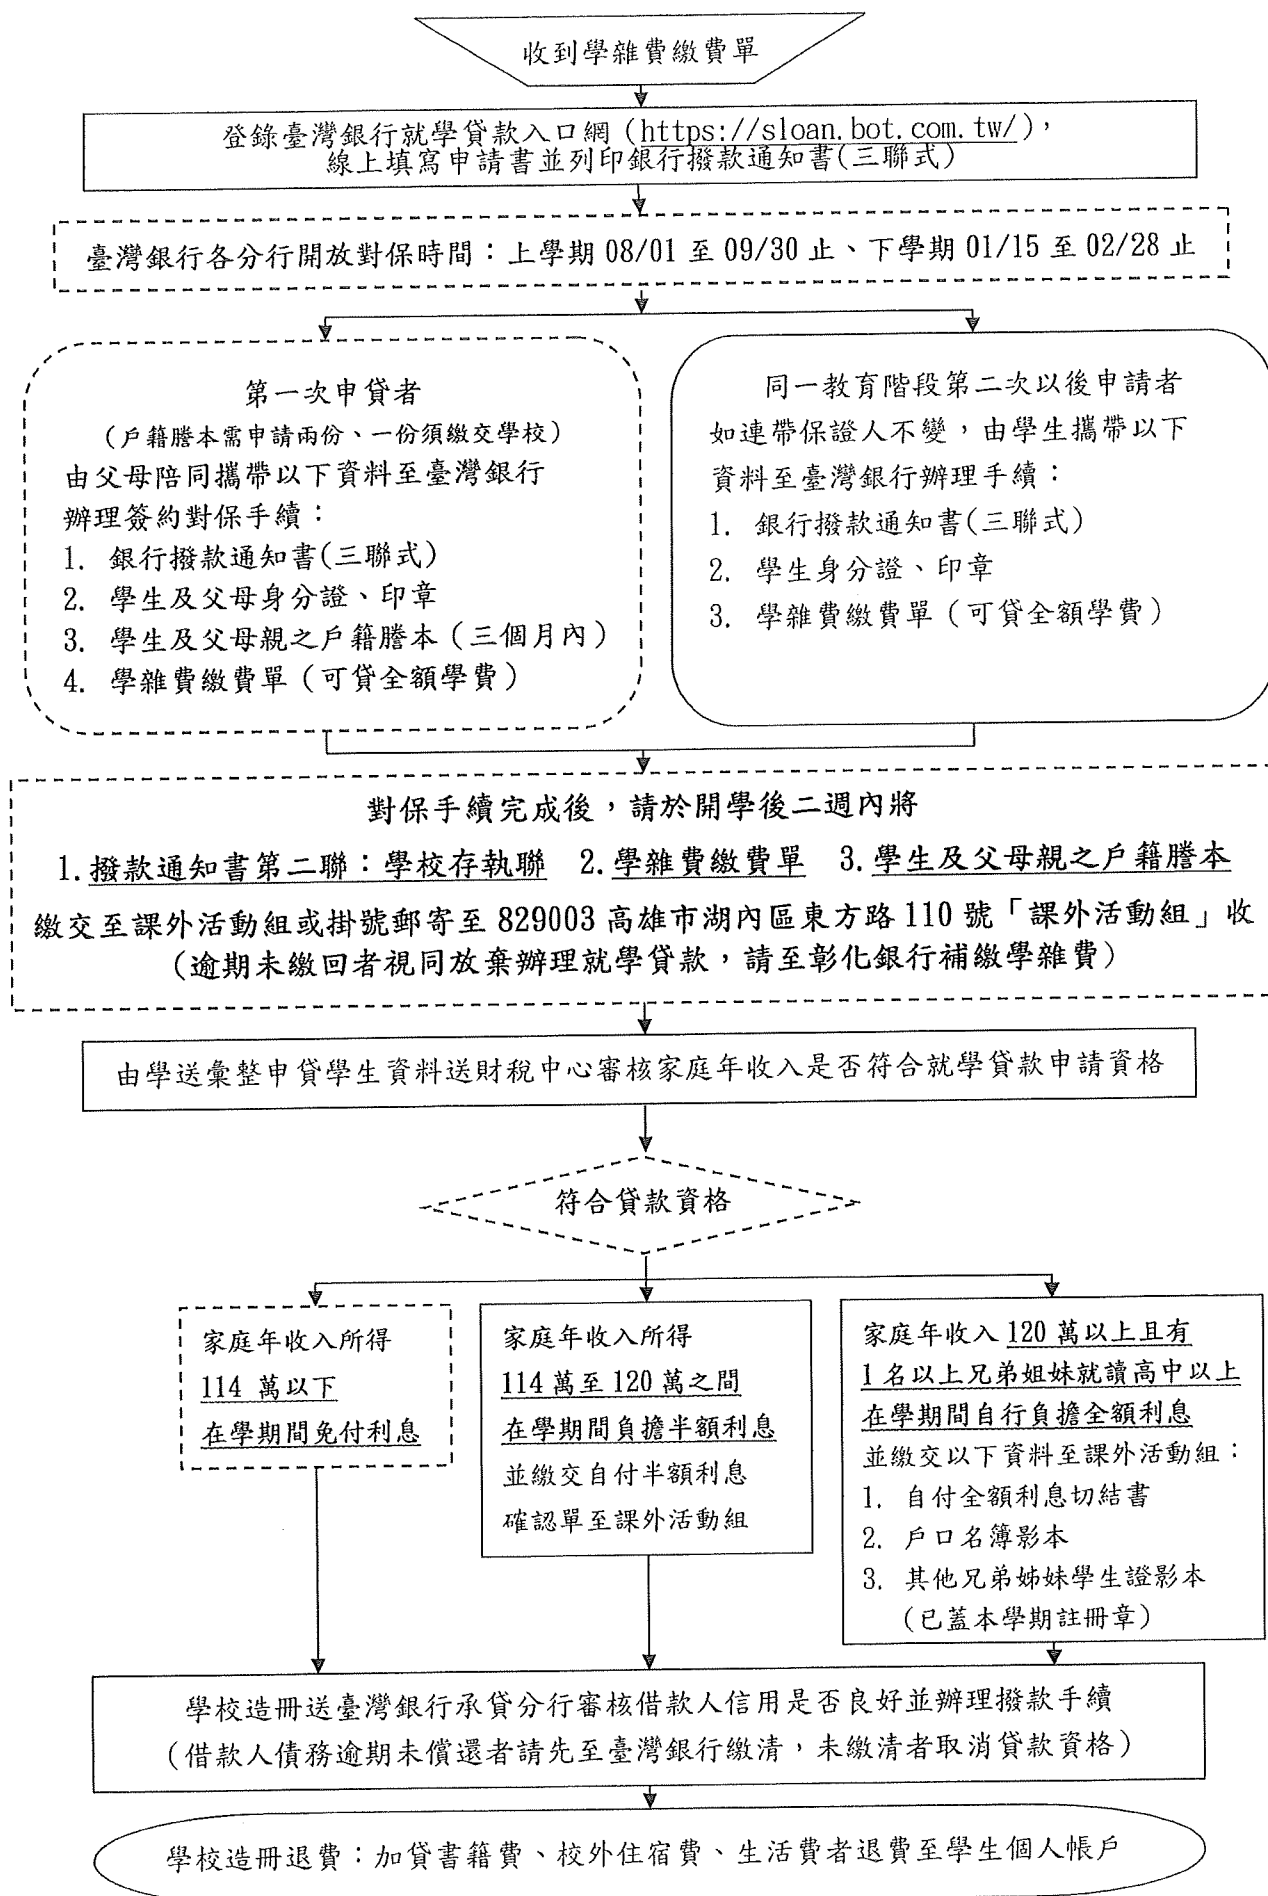 收到學雜費繳費單
登錄臺灣銀行就學貸款入口網(https://sloan.bot.com.tw/),
線上填寫申請書並列印銀行撥款通知書(三聯式)
臺灣銀行各分行開放對保時間：上學期 08/01 至 09/30 止、下學期 01/15 至 02/28 止
第一次申貸者
（戶籍謄本需申請兩份、一份須繳交學校）
由父母陪同攜帶以下資料至臺灣銀行
辦理簽約對保手續：
1. 銀行撥款通知書(三聯式)
2. 學生及父母身分證、印章
3. 學生及父母親之戶籍謄本（三個月內）
4. 學雜費繳費單（可貸全額學費）
同一教育階段第二次以後申請者
如連帶保證人不變，由學生攜帶以下
資料至臺灣銀行辦理手續：
1. 銀行撥款通知書(三聯式)
2. 學生身分證、印章
3. 學雜費繳費單（可貸全額學費）
對保手續完成後，請於開學後二週內將
1.撥款通知書第二聯：學校存執聯 2.學雜費繳費單 3.學生及父母親之戶籍謄本
繳交至課外活動組或掛號郵寄至 829003 高雄市湖內區東方路 110 號「課外活動組」收
(逾期未繳回者視同放棄辦理就學貸款，請至彰化銀行補繳學雜費)
由學送彙整申貸學生資料送財稅中心審核家庭年收入是否符合就學貸款申請資格
符合貸款資格
家庭年收入所得
114 萬以下
在學期間免付利息
家庭年收入所得
114 萬至 120 萬之間
在學期間負擔半額利息
並繳交自付半額利息
確認單至課外活動組
家庭年收入 120 萬以上且有
1 名以上兄弟姐妹就讀高中以上
在學期間自行負擔全額利息
並繳交以下資料至課外活動組：
1. 自付全額利息切結書
2. 戶口名簿影本
3. 其他兄弟姊妹學生證影本
(已蓋本學期註冊章)
學校造冊送臺灣銀行承貸分行審核借款人信用是否良好並辦理撥款手續
(借款人債務逾期未償還者請先至臺灣銀行繳清，未繳清者取消貸款資格)
學校造冊退費：加貸書籍費、校外住宿費、生活費者退費至學生個人帳戶